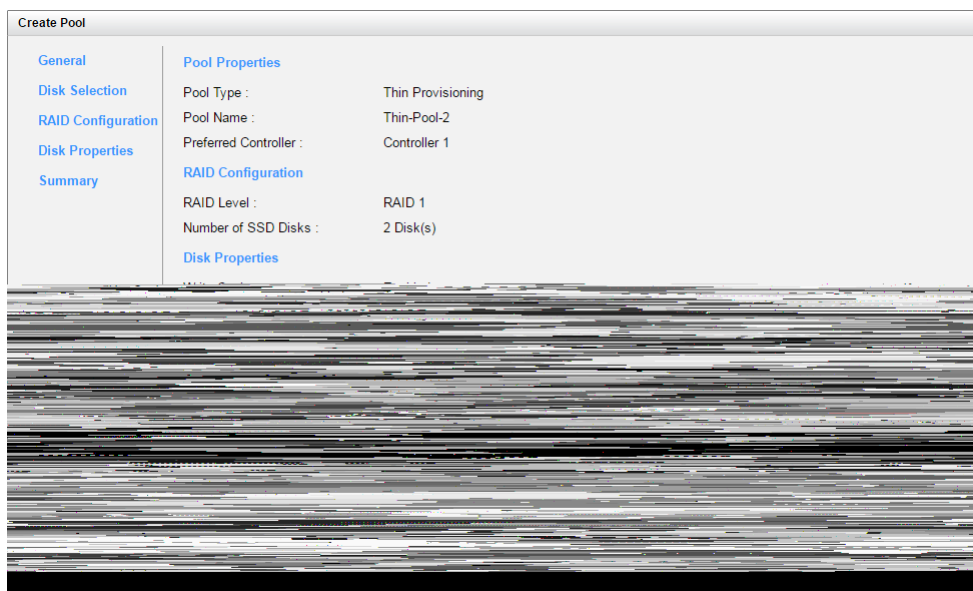 Create Pool
General
Disk Selection
RAID Configuration
Disk Properties
Summary
Pool Properties
Pool Type : Thin Provisioning
Pool Name : Thin-Pool-2
Preferred Controller : Controller 1
RAID Configuration
RAID Level : RAID 1
Number of SSD Disks : 2 Disk(s)
Disk Properties